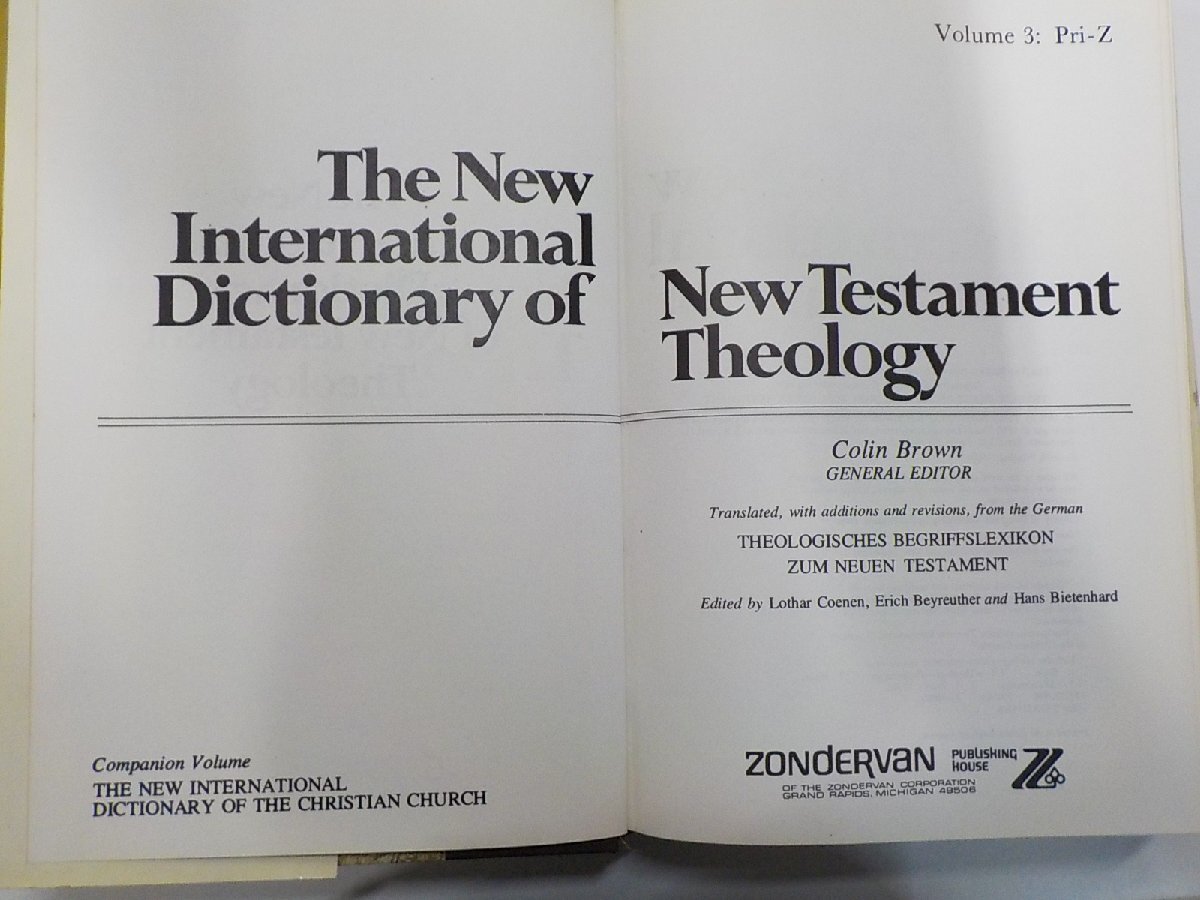 The New
International
Dictionary of
Companion Volume
THE NEW INTERNATIONAL
DICTIONARY OF THE CHRISTIAN CHURCH
Volume 3: Pri-Z
New Testament
Theology
Colin Brown
GENERAL EDITOR
Translated, with additions and revisions, from the German
THEOLOGISCHES BEGRIFFSLEXIKON
ZUM NEUEN TESTAMENT
Edited by Lothar Coenen, Erich Beyreuther and Hans Bietenhard
ZONDERVAN PUBLISHING
HOUSE
OF THE ZONDERVAN CORPORATION
GRAND RAPIDS, MICHIGAN 49506